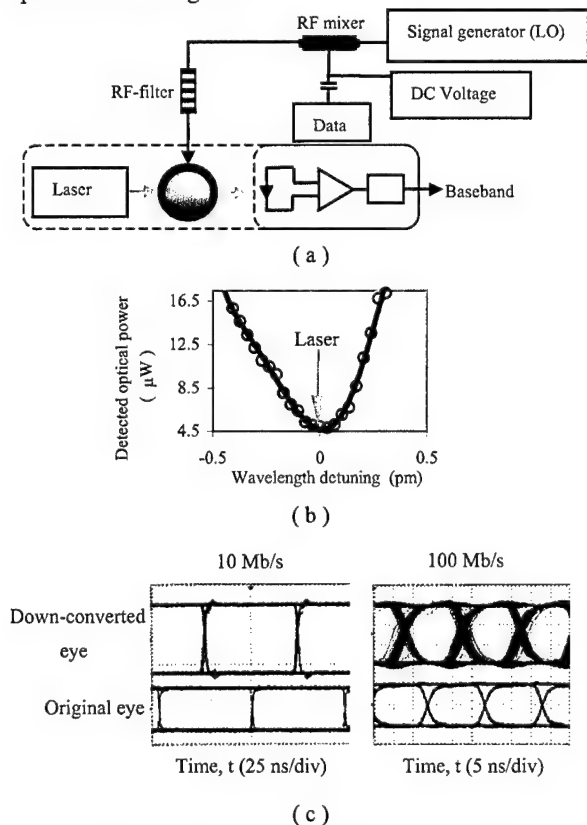 RF mixer
Signal generator (LO)
RF-filter
DC Voltage
Data
Laser
Baseband
( a )
16.5
12.5
8.5
4.5
Detected optical power
( μW)
Laser
-0.5
0
0.5
Wavelength detuning (pm)
( b )
10 Mb/s
100 Mb/s
Down-converted
eye
Original eye
Time, t (25 ns/div)
Time, t (5 ns/div)
( c )